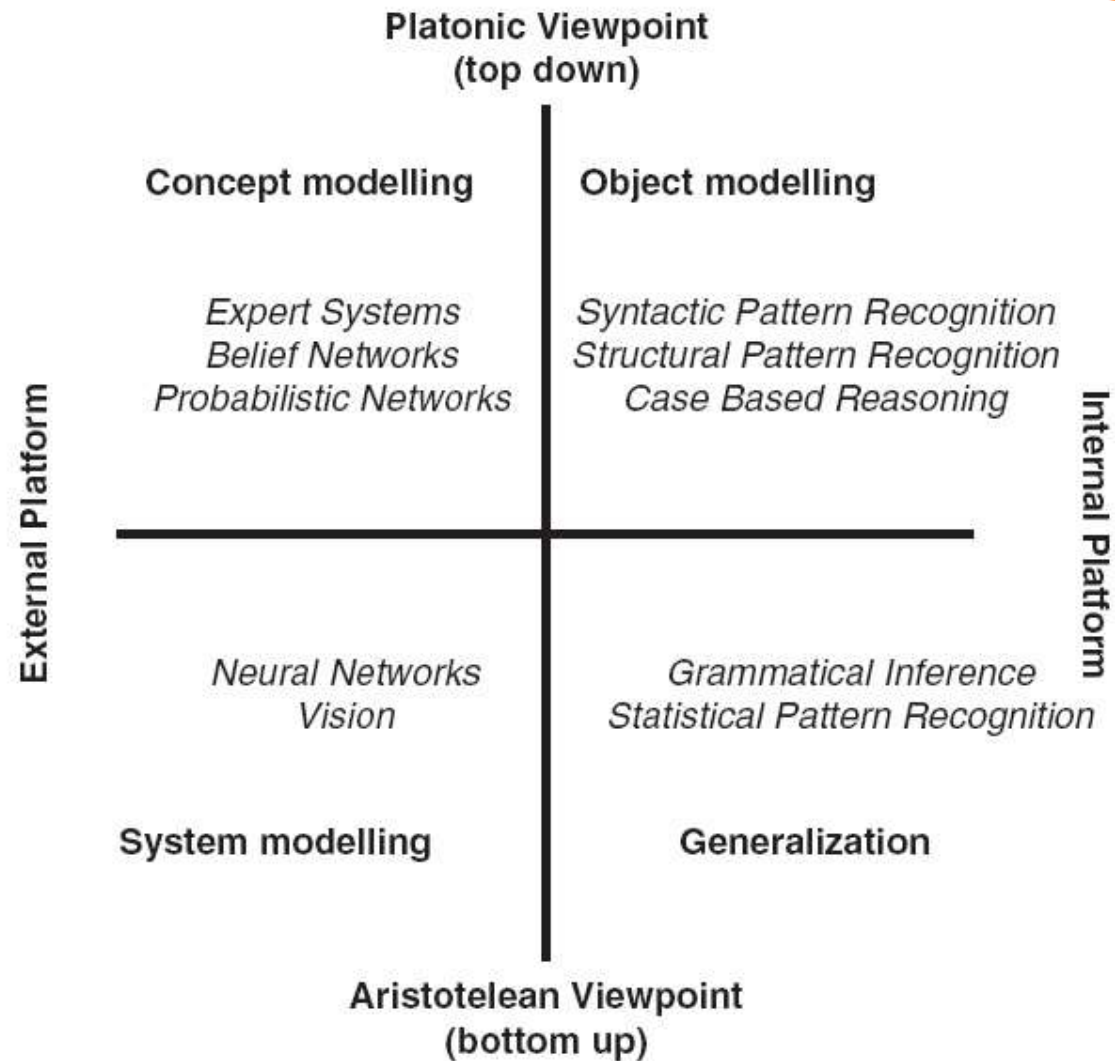 Platonic Viewpoint
(top down)
Concept modelling
Object modelling
Expert Systems
Belief Networks
Probabilistic Networks
Syntactic Pattern Recognition
Structural Pattern Recognition
Case Based Reasoning
External Platform
Internal Platform
Neural Networks
Vision
Grammatical Inference
Statistical Pattern Recognition
System modelling
Generalization
Aristotelean Viewpoint
(bottom up)